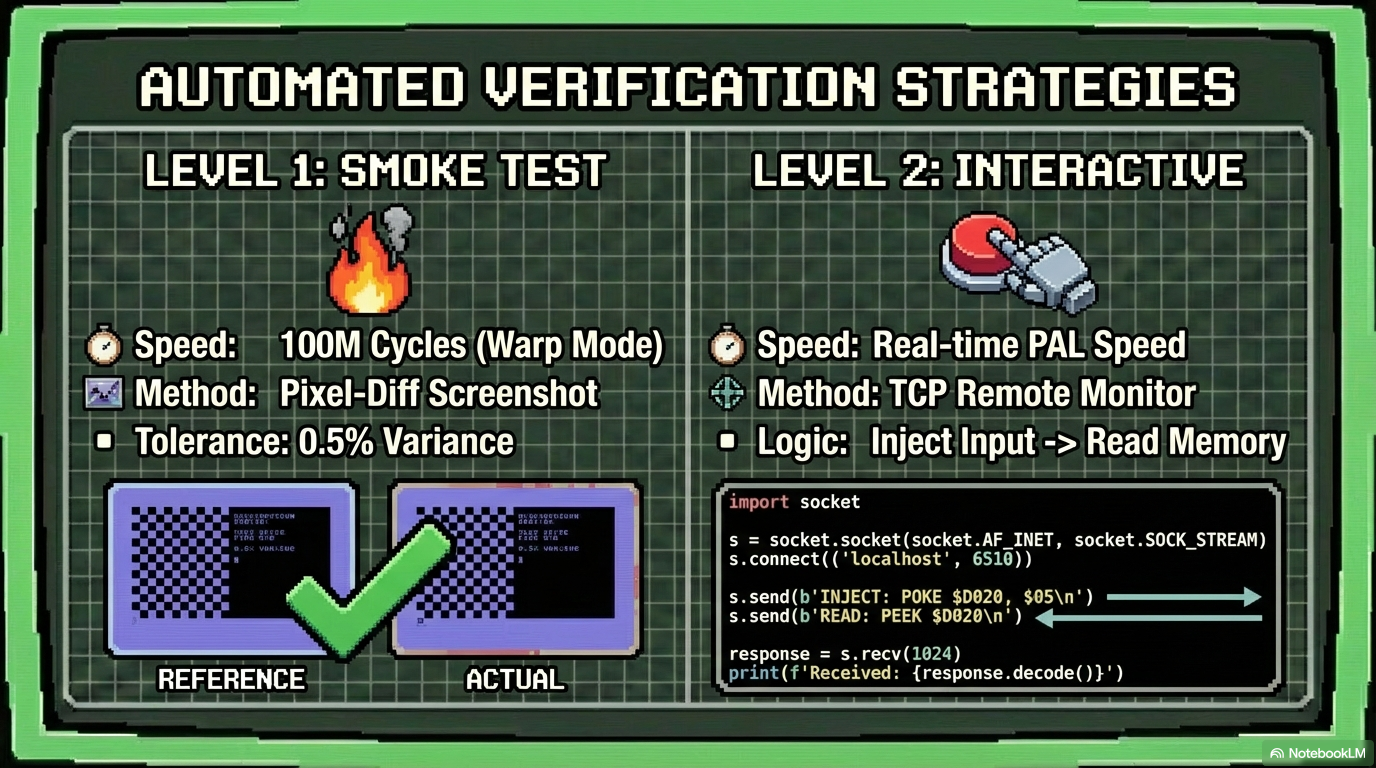 AUTOMATED VERIFICATION STRATEGIES
LEVEL 1: SMOKE TEST
Speed: 100M Cycles (Warp Mode)
Method: Pixel-Diff Screenshot
Tolerance: 0.5% Variance
REFERENCE
ACTUAL
LEVEL 2: INTERACTIVE
Speed: Real-time PAL Speed
Method: TCP Remote Monitor
Logic: Inject Input -> Read Memory
import socket
s = socket.socket(socket.AF_INET, socket.SOCK_STREAM)
s.connect(('localhost', 6510))
s.send(b'INJECT: POKE $D020, $05\n')
s.send(b'READ: PEEK $D020\n')
response = s.recv(1024)
print(f'Received: {response.decode()}')
NotebookLM